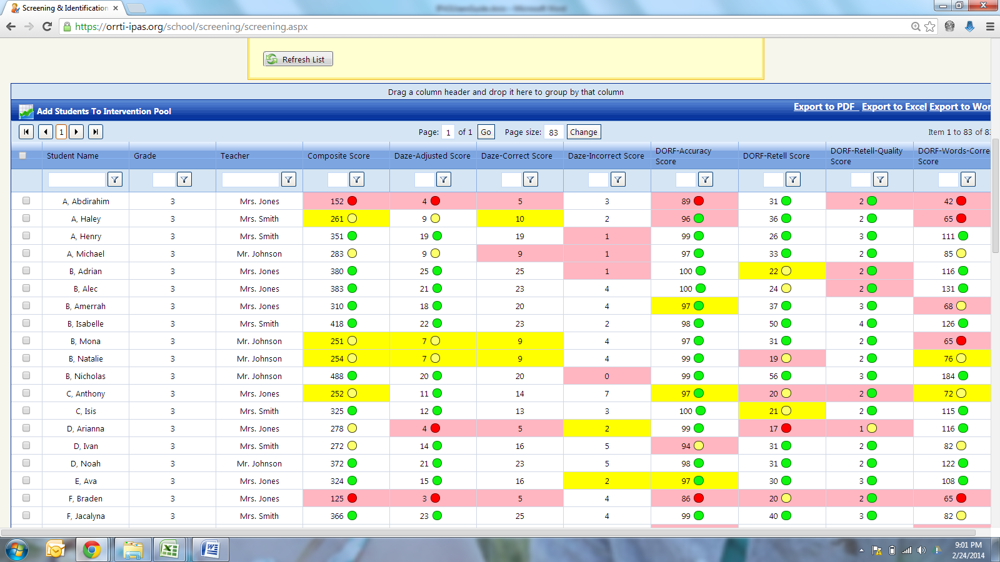 Screening & Identification
https://orrti-ipas.org/school/screening/screening.aspx
Refresh List
Drag a column header and drop it here to group by that column
Add Students To Intervention Pool Export to PDF Export to Excel Export to Wor
1 Page: 1 of 1 Go Page size: 83 Change Item 1 to 83 of 83
Student Name Grade Teacher Composite Score Daze-Adjusted Score Daze-Correct Score Daze-Incorrect Score DORF-Accuracy Score DORF-Retell Score DORF-Retell-Quality Score DORF-Words-Corre Score
A, Abdirahim 3 Mrs. Jones 152 4 5 3 89 31 2 42
A, Haley 3 Mrs. Smith 261 9 10 2 96 36 2 65
A, Henry 3 Mrs. Smith 351 19 19 1 99 26 3 111
A, Michael 3 Mr. Johnson 283 9 9 1 97 33 2 85
B, Adrian 3 Mrs. Jones 380 25 25 1 100 22 2 116
B, Alec 3 Mrs. Jones 383 21 23 4 100 24 2 131
B, Amerrah 3 Mrs. Jones 310 18 20 4 97 37 3 68
B, Isabelle 3 Mrs. Smith 418 22 23 2 98 50 4 126
B, Mona 3 Mr. Johnson 251 7 9 4 97 31 2 65
B, Natalie 3 Mr. Johnson 254 7 9 4 99 19 2 76
B, Nicholas 3 Mr. Johnson 488 20 20 0 99 56 3 184
C, Anthony 3 Mrs. Jones 252 11 14 7 97 20 2 72
C, Isis 3 Mrs. Smith 325 12 13 3 100 21 2 115
D, Arianna 3 Mrs. Jones 278 4 5 2 99 17 1 116
D, Ivan 3 Mrs. Smith 272 14 16 5 94 31 2 82
D, Noah 3 Mr. Johnson 372 21 23 5 98 31 2 122
E, Ava 3 Mrs. Jones 324 15 16 2 97 30 3 108
F, Braden 3 Mrs. Jones 125 3 5 4 86 20 2 65
F, Jacalyna 3 Mrs. Smith 366 23 25 4 99 40 3 82
9:01 PM
2/24/2014